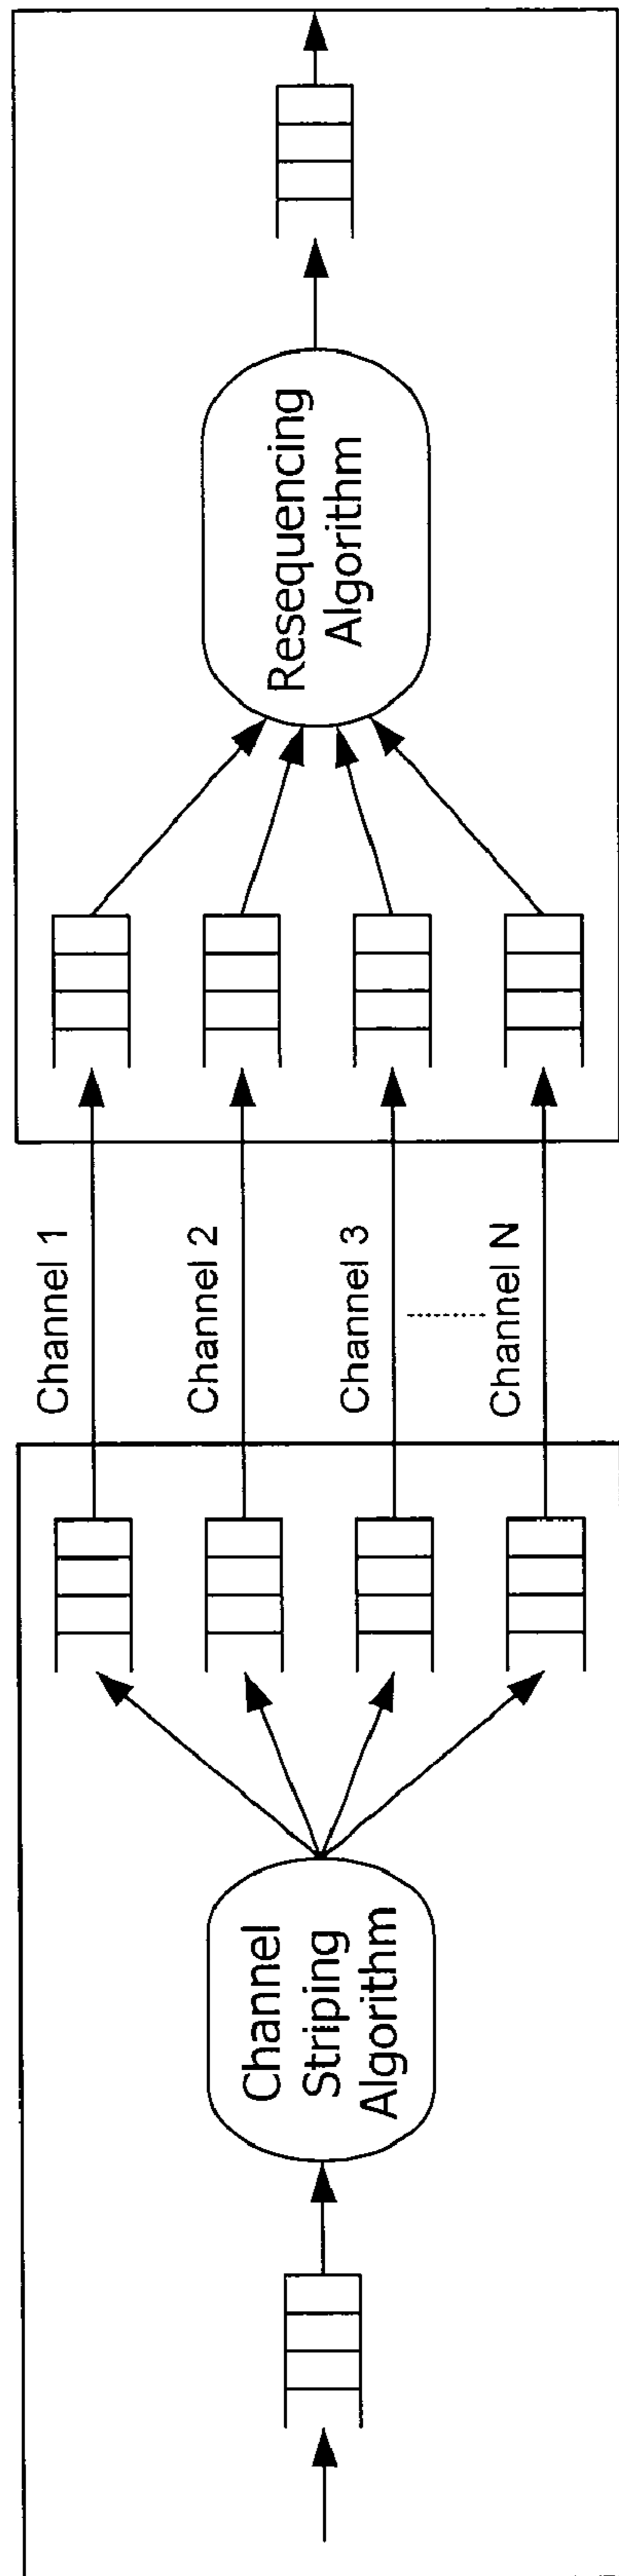 Channel
Striping
Algorithm
Channel 1
Channel 2
Channel 3
Channel N
Resequencing
Algorithm